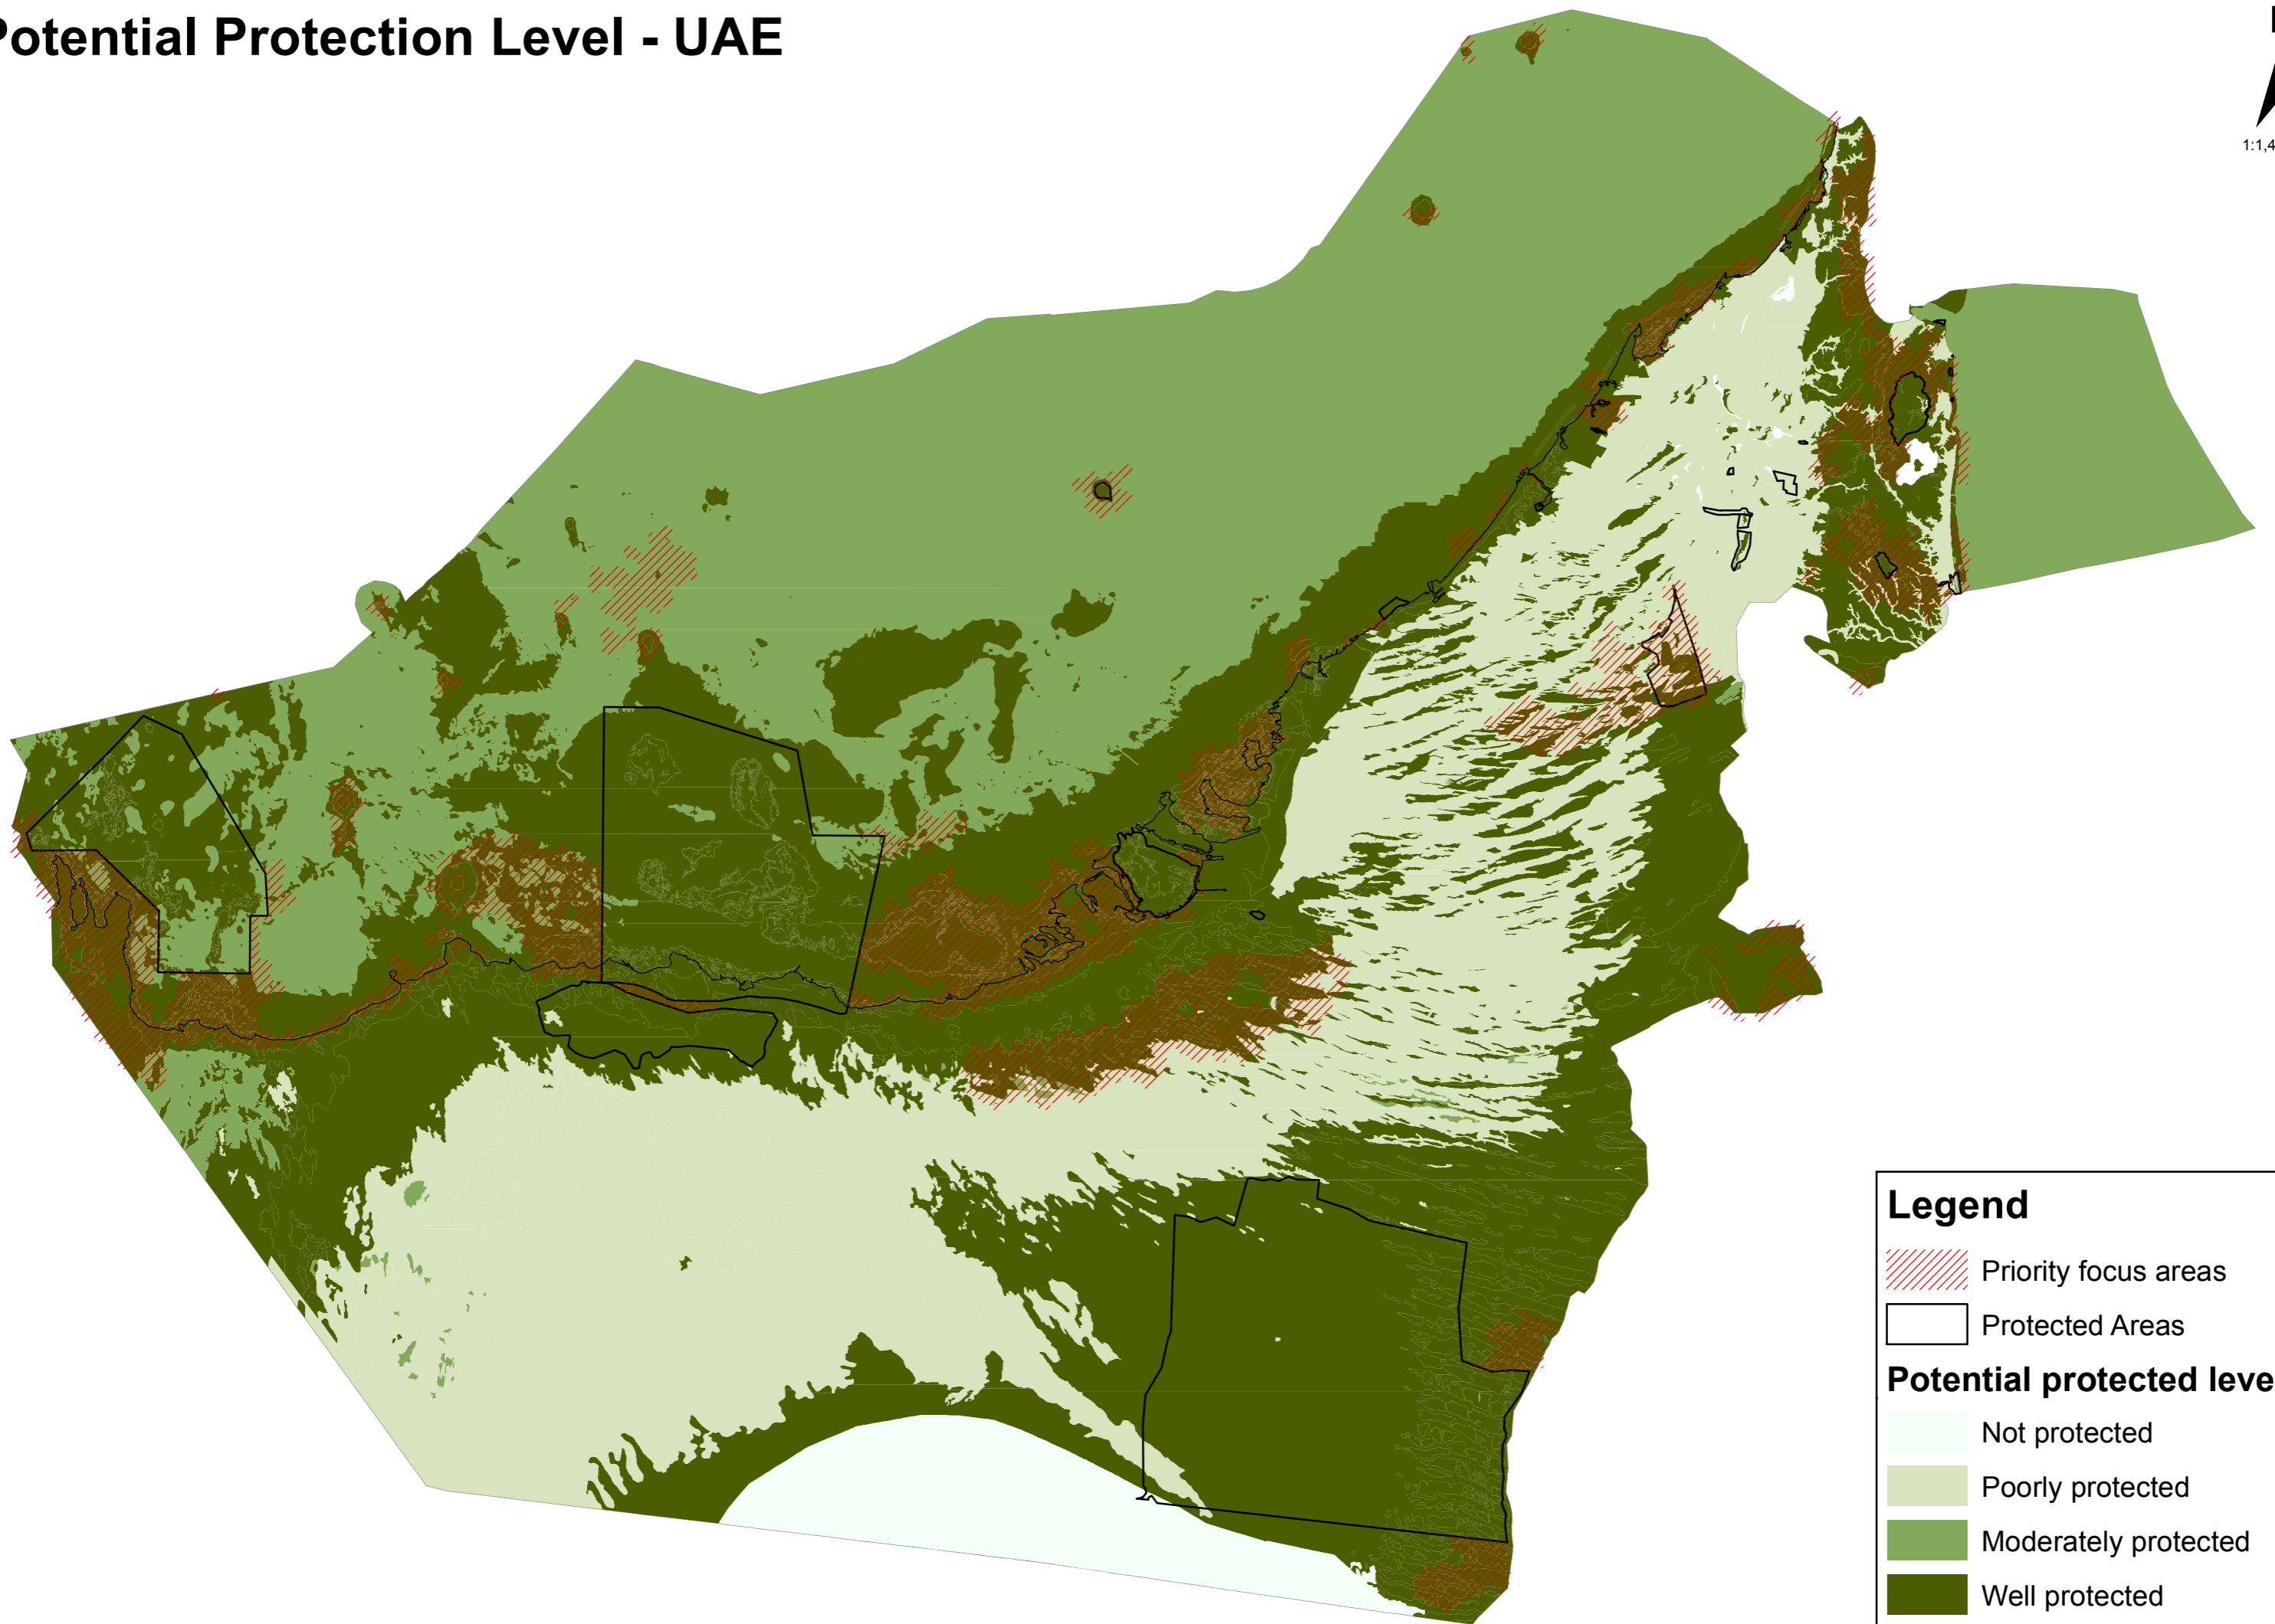 Potential Protection Level - UAE
1:1,4
Legend
Priority focus areas
Protected Areas
Potential protected leve
Not protected
Poorly protected
Moderately protected
Well protected